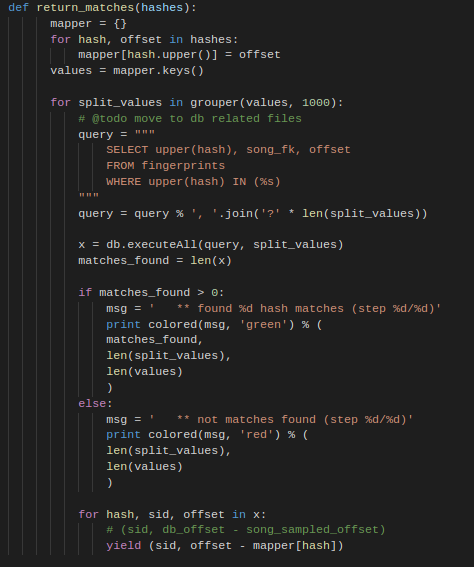 def return_matches(hashes):
mapper = {}
for hash, offset in hashes:
mapper[hash.upper()] = offset
values = mapper.keys()
for split_values in grouper(values, 1000):
# @todo move to db related files
query = """
SELECT upper(hash), song_fk, offset
FROM fingerprints
WHERE upper(hash) IN (%s)
"""
query = query % ', '.join('?' * len(split_values))
x = db.executeAll(query, split_values)
matches_found = len(x)
if matches_found > 0:
msg = '   ** found %d hash matches (step %d/%d)'
print colored(msg, 'green') % (
matches_found,
len(split_values),
len(values)
)
else:
msg = '   ** not matches found (step %d/%d)'
print colored(msg, 'red') % (
len(split_values),
len(values)
)
for hash, sid, offset in x:
# (sid, db_offset - song_sampled_offset)
yield (sid, offset - mapper[hash])